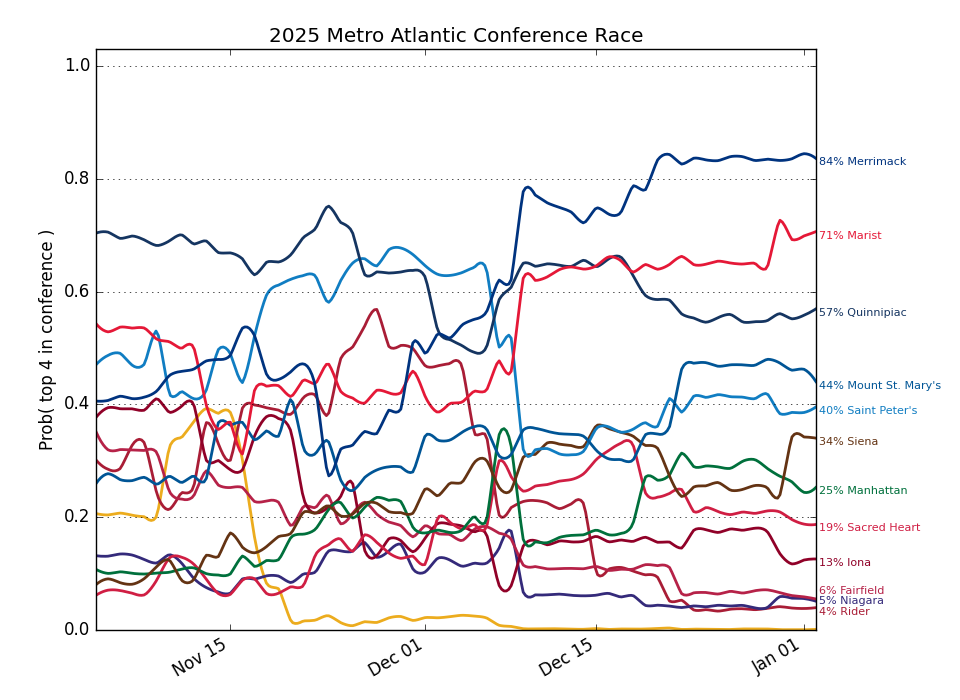 2025 Metro Atlantic Conference Race
Prob( top 4 in conference )
1.0
0.8
0.6
0.4
0.2
0.0
Nov 15
Dec 01
Dec 15
Jan 01
84% Merrimack
71% Marist
57% Quinnipiac
44% Mount St. Mary's
40% Saint Peter's
34% Siena
25% Manhattan
19% Sacred Heart
13% Iona
6% Fairfield
5% Niagara
4% Rider